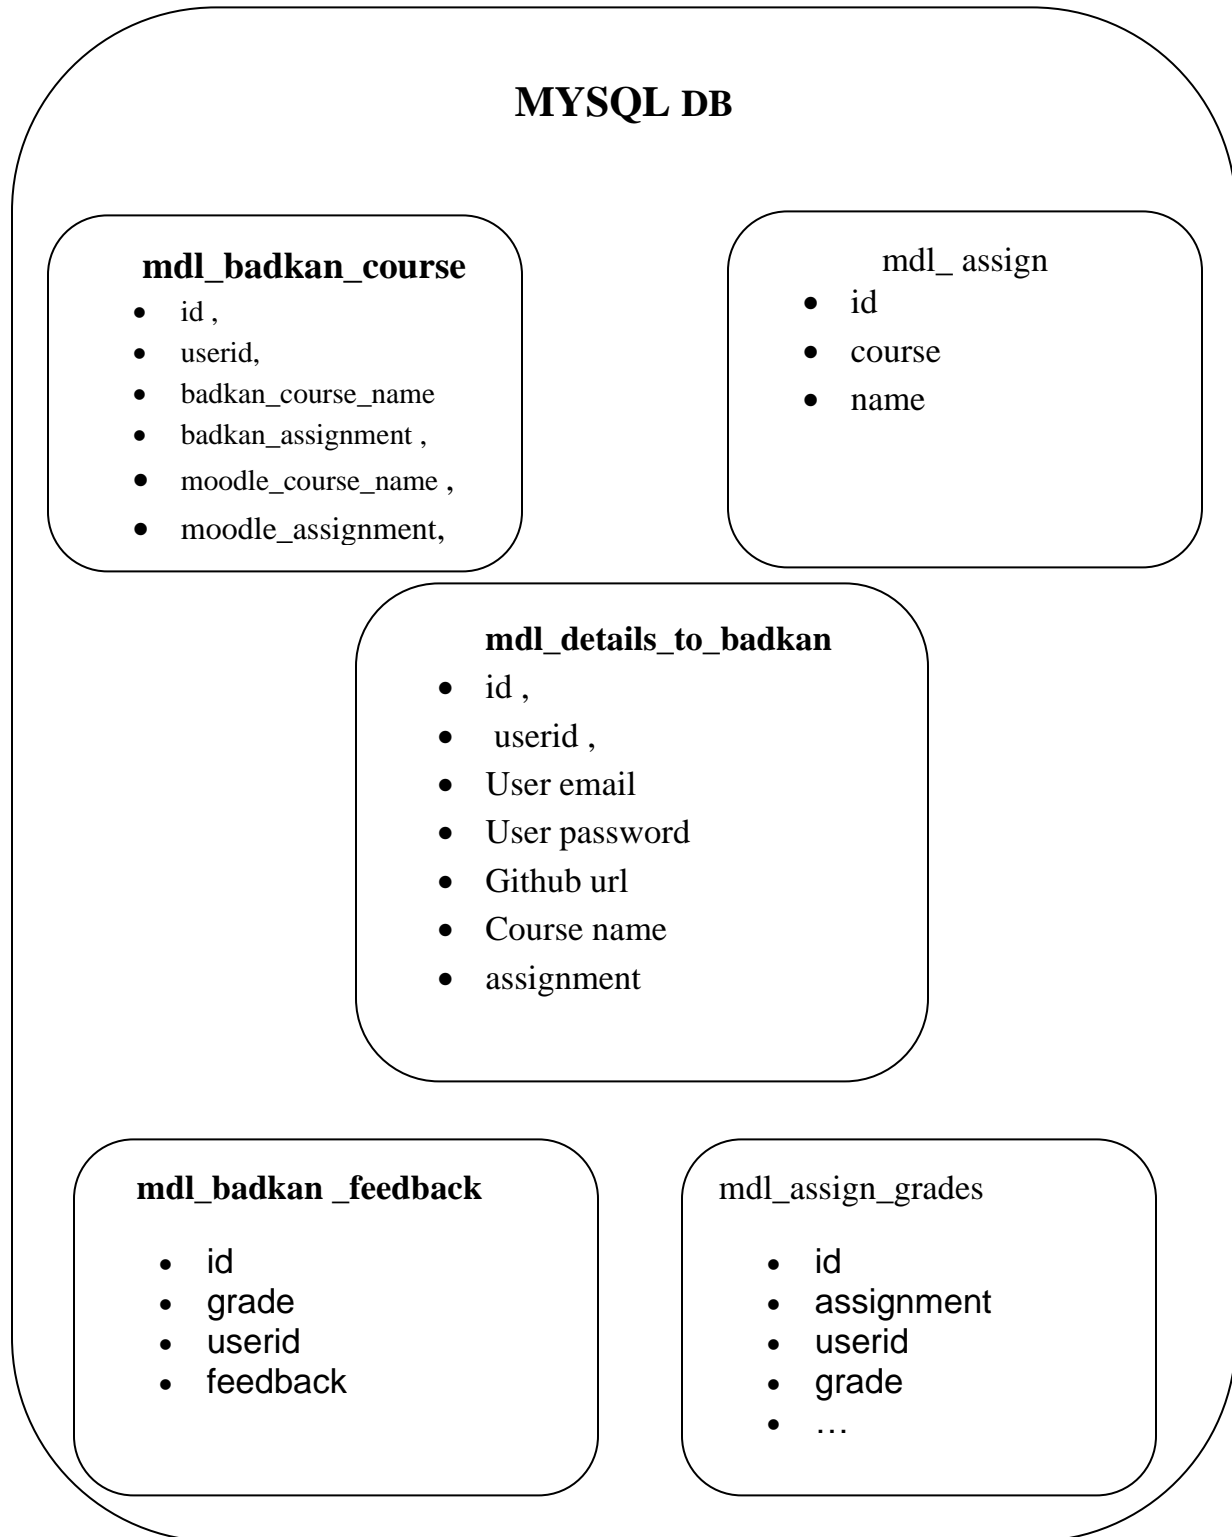 MYSQL DB
mdl_badkan_course
• id ,
• userid,
• badkan_course_name
• badkan_assignment ,
• moodle_course_name ,
• moodle_assignment,
mdl_ assign
• id
• course
• name
mdl_details_to_badkan
• id ,
• userid ,
• User email
• User password
• Github url
• Course name
• assignment
mdl_badkan _feedback
• id
• grade
• userid
• feedback
mdl_assign_grades
• id
• assignment
• userid
• grade
• …